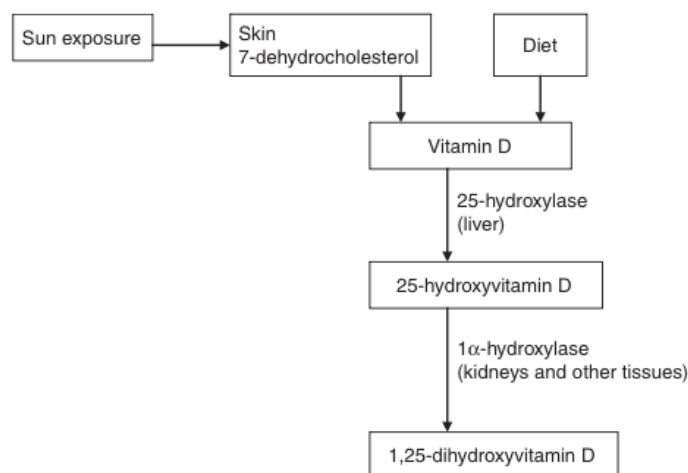 Sun exposure
Skin
7-dehydrocholesterol
Diet
Vitamin D
25-hydroxylase
(liver)
25-hydroxyvitamin D
1α-hydroxylase
(kidneys and other tissues)
1,25-dihydroxyvitamin D